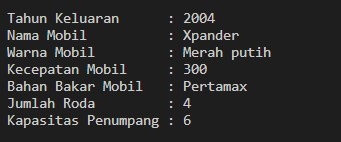 Tahun Keluaran      : 2004
Nama Mobil          : Xpander
Warna Mobil         : Merah putih
Kecepatan Mobil     : 300
Bahan Bakar Mobil   : Pertamax
Jumlah Roda         : 4
Kapasitas Penumpang : 6